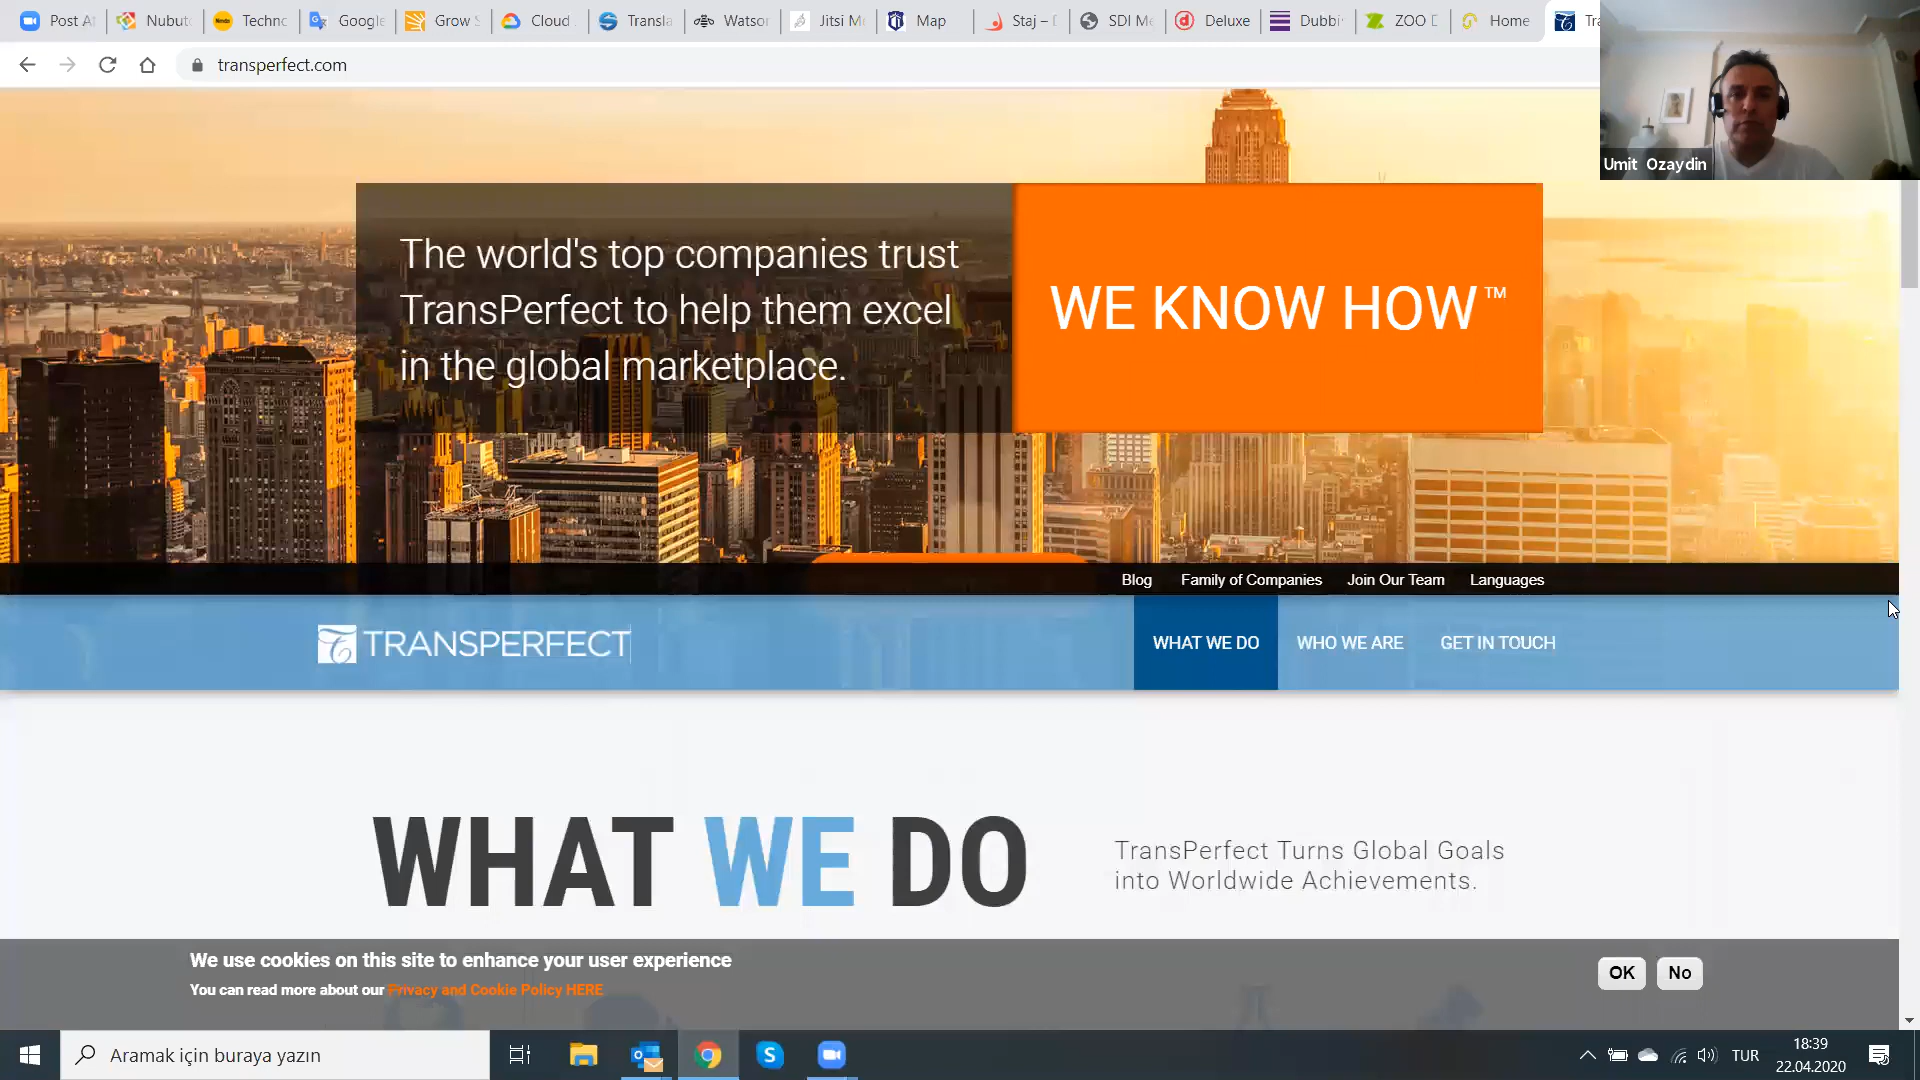 Post A
Nubut
Techno
Google
Grow S
Cloud
Transla
Watson
Jitsi Me
Map
Staj –
SDI Me
Deluxe
Dubbi
ZOO D
Home
Tra
transperfect.com
Umit Ozaydin
The world's top companies trust
TransPerfect to help them excel
in the global marketplace.
WE KNOW HOW™
Blog Family of Companies Join Our Team Languages
TRANSPERFECT
WHAT WE DO WHO WE ARE GET IN TOUCH
WHAT WE DO
TransPerfect Turns Global Goals
into Worldwide Achievements.
We use cookies on this site to enhance your user experience
You can read more about our Privacy and Cookie Policy HERE
OK No
Aramak için buraya yazın
TUR
18:39
22.04.2020